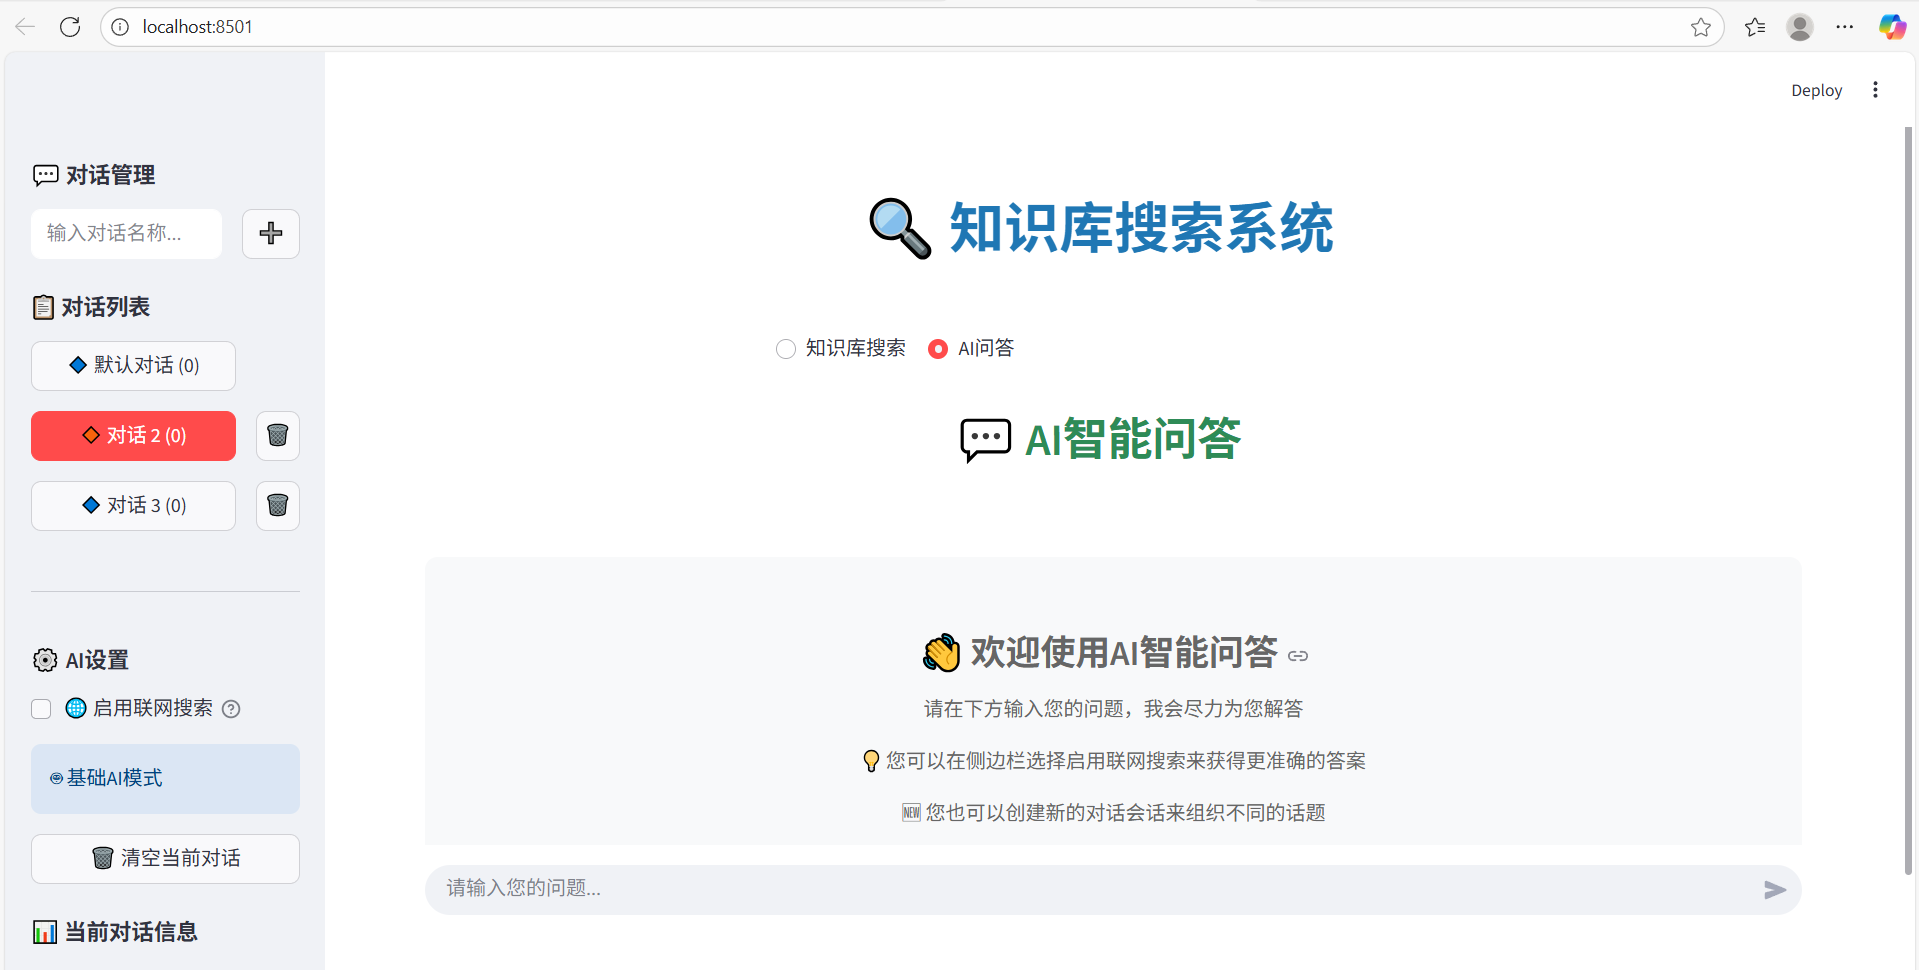 localhost:8501
Deploy
对话管理
输入对话名称...
对话列表
默认对话 (0)
对话 2 (0)
对话 3 (0)
AI设置
启用联网搜索
基础AI模式
清空当前对话
当前对话信息
知识库搜索系统
知识库搜索 AI问答
AI智能问答
欢迎使用AI智能问答
请在下方输入您的问题，我会尽力为您解答
您可以在侧边栏选择启用联网搜索来获得更准确的答案
NEW 您也可以创建新的对话会话来组织不同的话题
请输入您的问题...